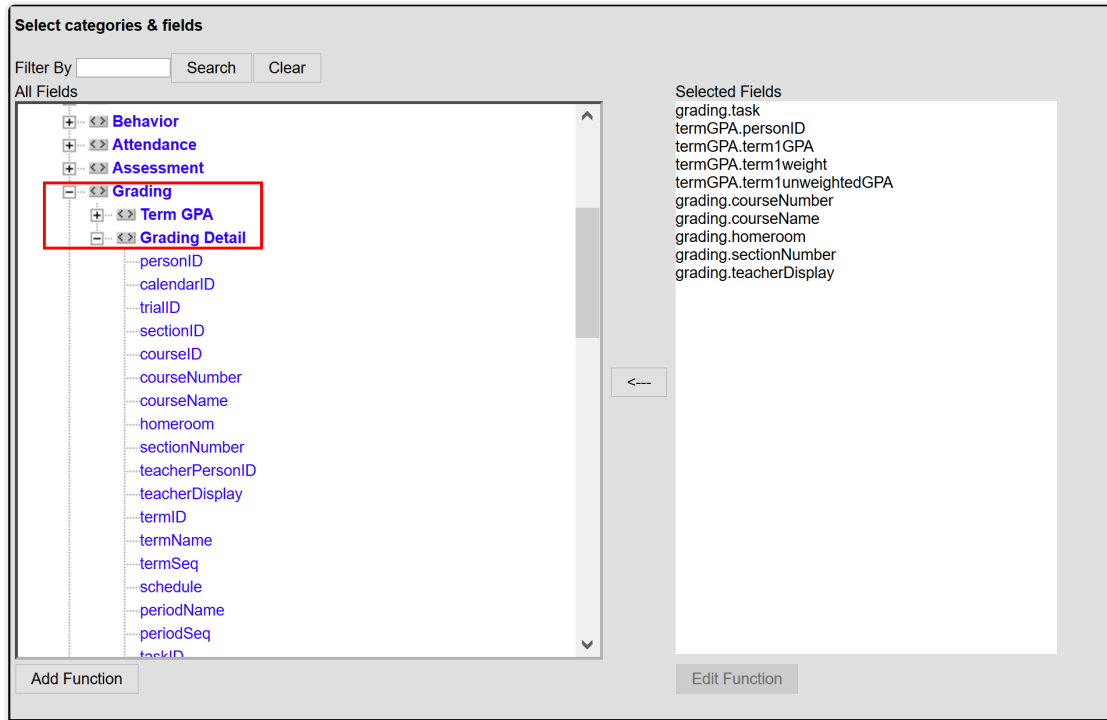 Select categories & fields
Filter By Search Clear
All Fields
Behavior
Attendance
Assessment
Grading
Term GPA
Grading Detail
personID
calendarID
trialID
sectionID
courseID
courseNumber
courseName
homeroom
sectionNumber
teacherPersonID
teacherDisplay
termID
termName
termSeq
schedule
periodName
periodSeq
taskID
Add Function
<---
Selected Fields
grading.task
termGPA.personID
termGPA.term1GPA
termGPA.term1weight
termGPA.term1unweightedGPA
grading.courseNumber
grading.courseName
grading.homeroom
grading.sectionNumber
grading.teacherDisplay
Edit Function